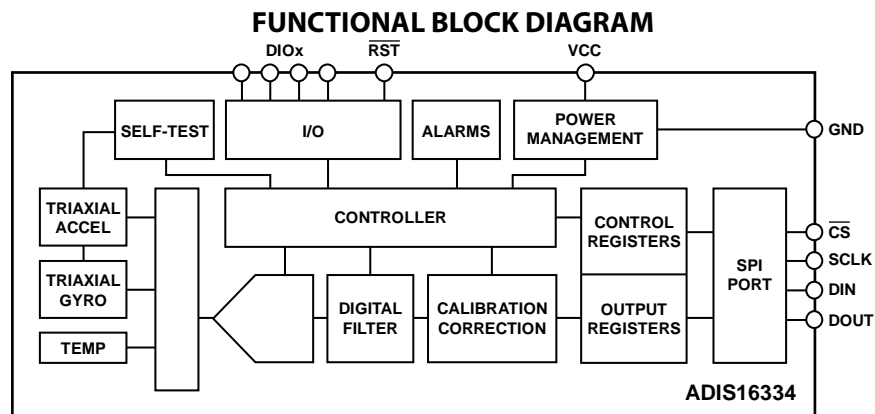 FUNCTIONAL BLOCK DIAGRAM
DIOx
RST
VCC
SELF-TEST
I/O
ALARMS
POWER
MANAGEMENT
GND
TRIAXIAL
ACCEL
CONTROLLER
CONTROL
REGISTERS
CS
SCLK
TRIAXIAL
GYRO
DIGITAL
FILTER
CALIBRATION
CORRECTION
OUTPUT
REGISTERS
SPI
PORT
DIN
DOUT
TEMP
ADIS16334